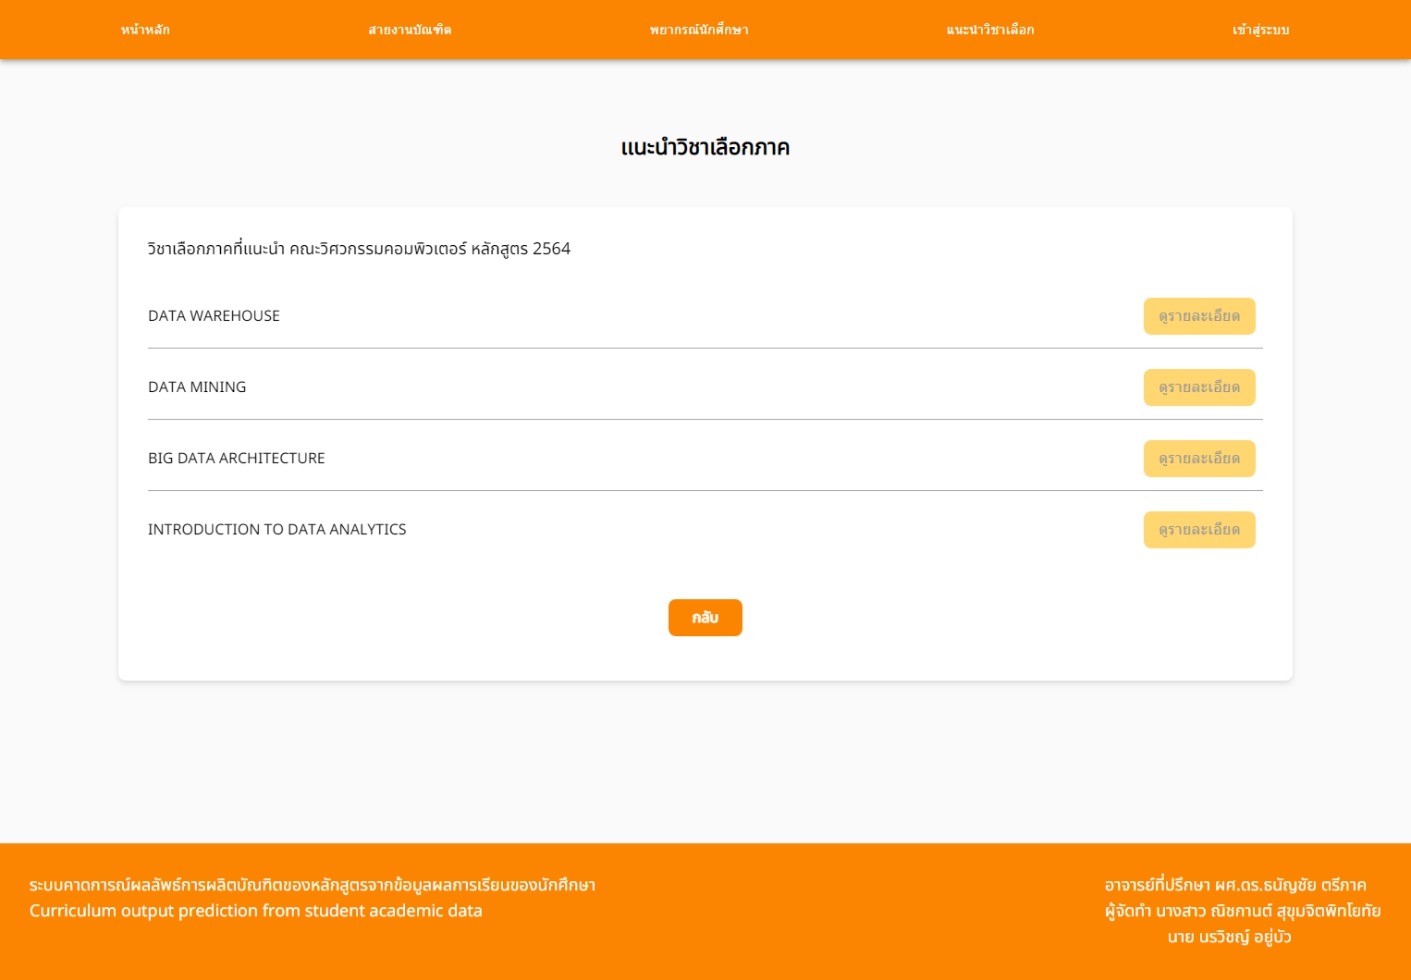 หน้าหลัก สายงานบัณฑิต พยากรณ์นักศึกษา แนะนำวิชาเลือก เข้าสู่ระบบ
แนะนำวิชาเลือกภาค
วิชาเลือกภาคที่แนะนำ คณะวิศวกรรมคอมพิวเตอร์ หลักสูตร 2564
DATA WAREHOUSE ดูรายละเอียด
DATA MINING ดูรายละเอียด
BIG DATA ARCHITECTURE ดูรายละเอียด
INTRODUCTION TO DATA ANALYTICS ดูรายละเอียด
กลับ
ระบบคาดการณ์ผลลัพธ์การผลิตบัณฑิตของหลักสูตรจากข้อมูลผลการเรียนของนักศึกษา
Curriculum output prediction from student academic data
อาจารย์ที่ปรึกษา ผศ.ดร.ธนัญชัย ตรีภาค
ผู้จัดทำ นางสาว ณิชกานต์ สุขุมจิตพิทโยทัย
นาย นรวิชญ์ อยู่บัว